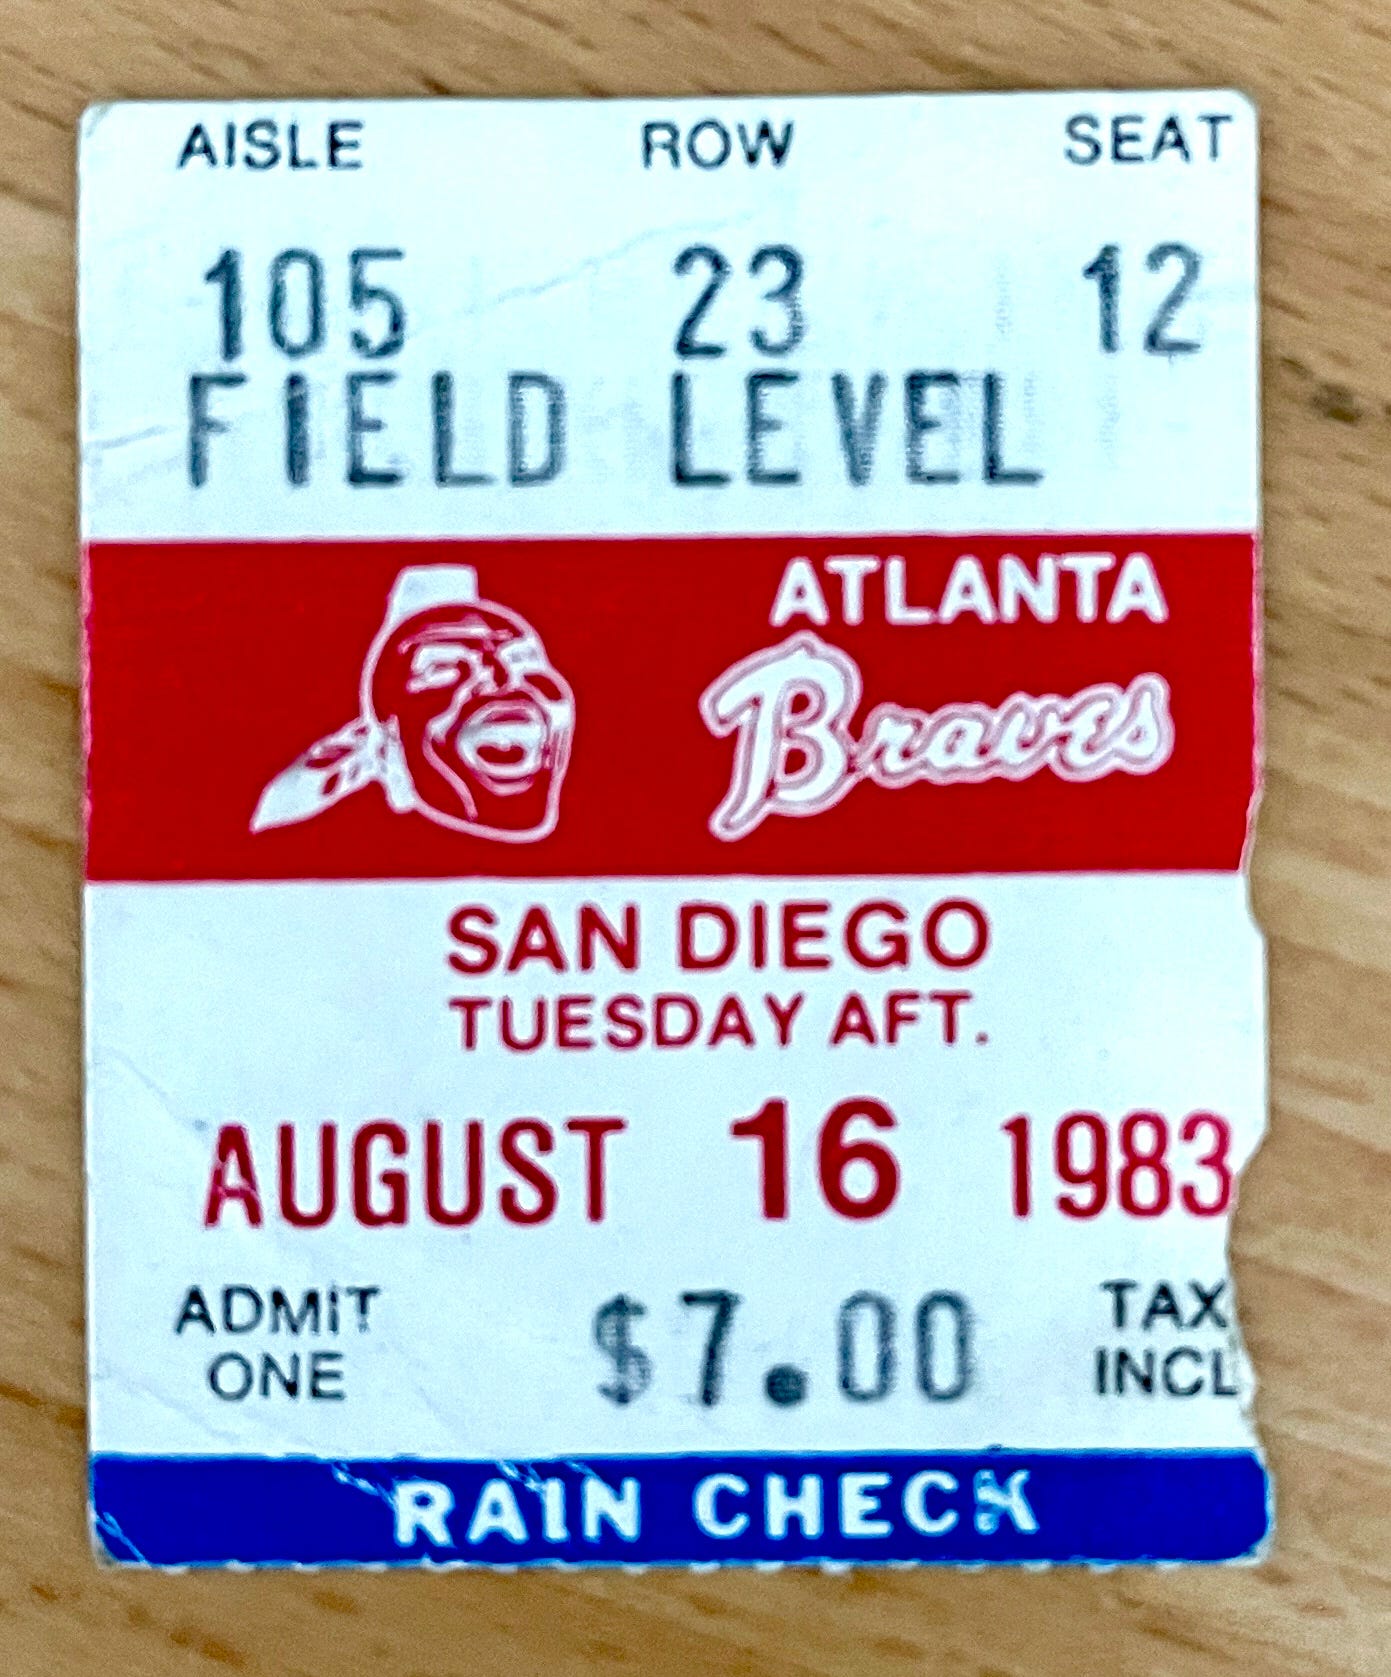 AISLE ROW SEAT
105 23 12
FIELD LEVEL
ATLANTA
Braves
SAN DIEGO
TUESDAY AFT.
AUGUST 16 1983
ADMIT ONE
$7.00
TAX INCL
RAIN CHECK